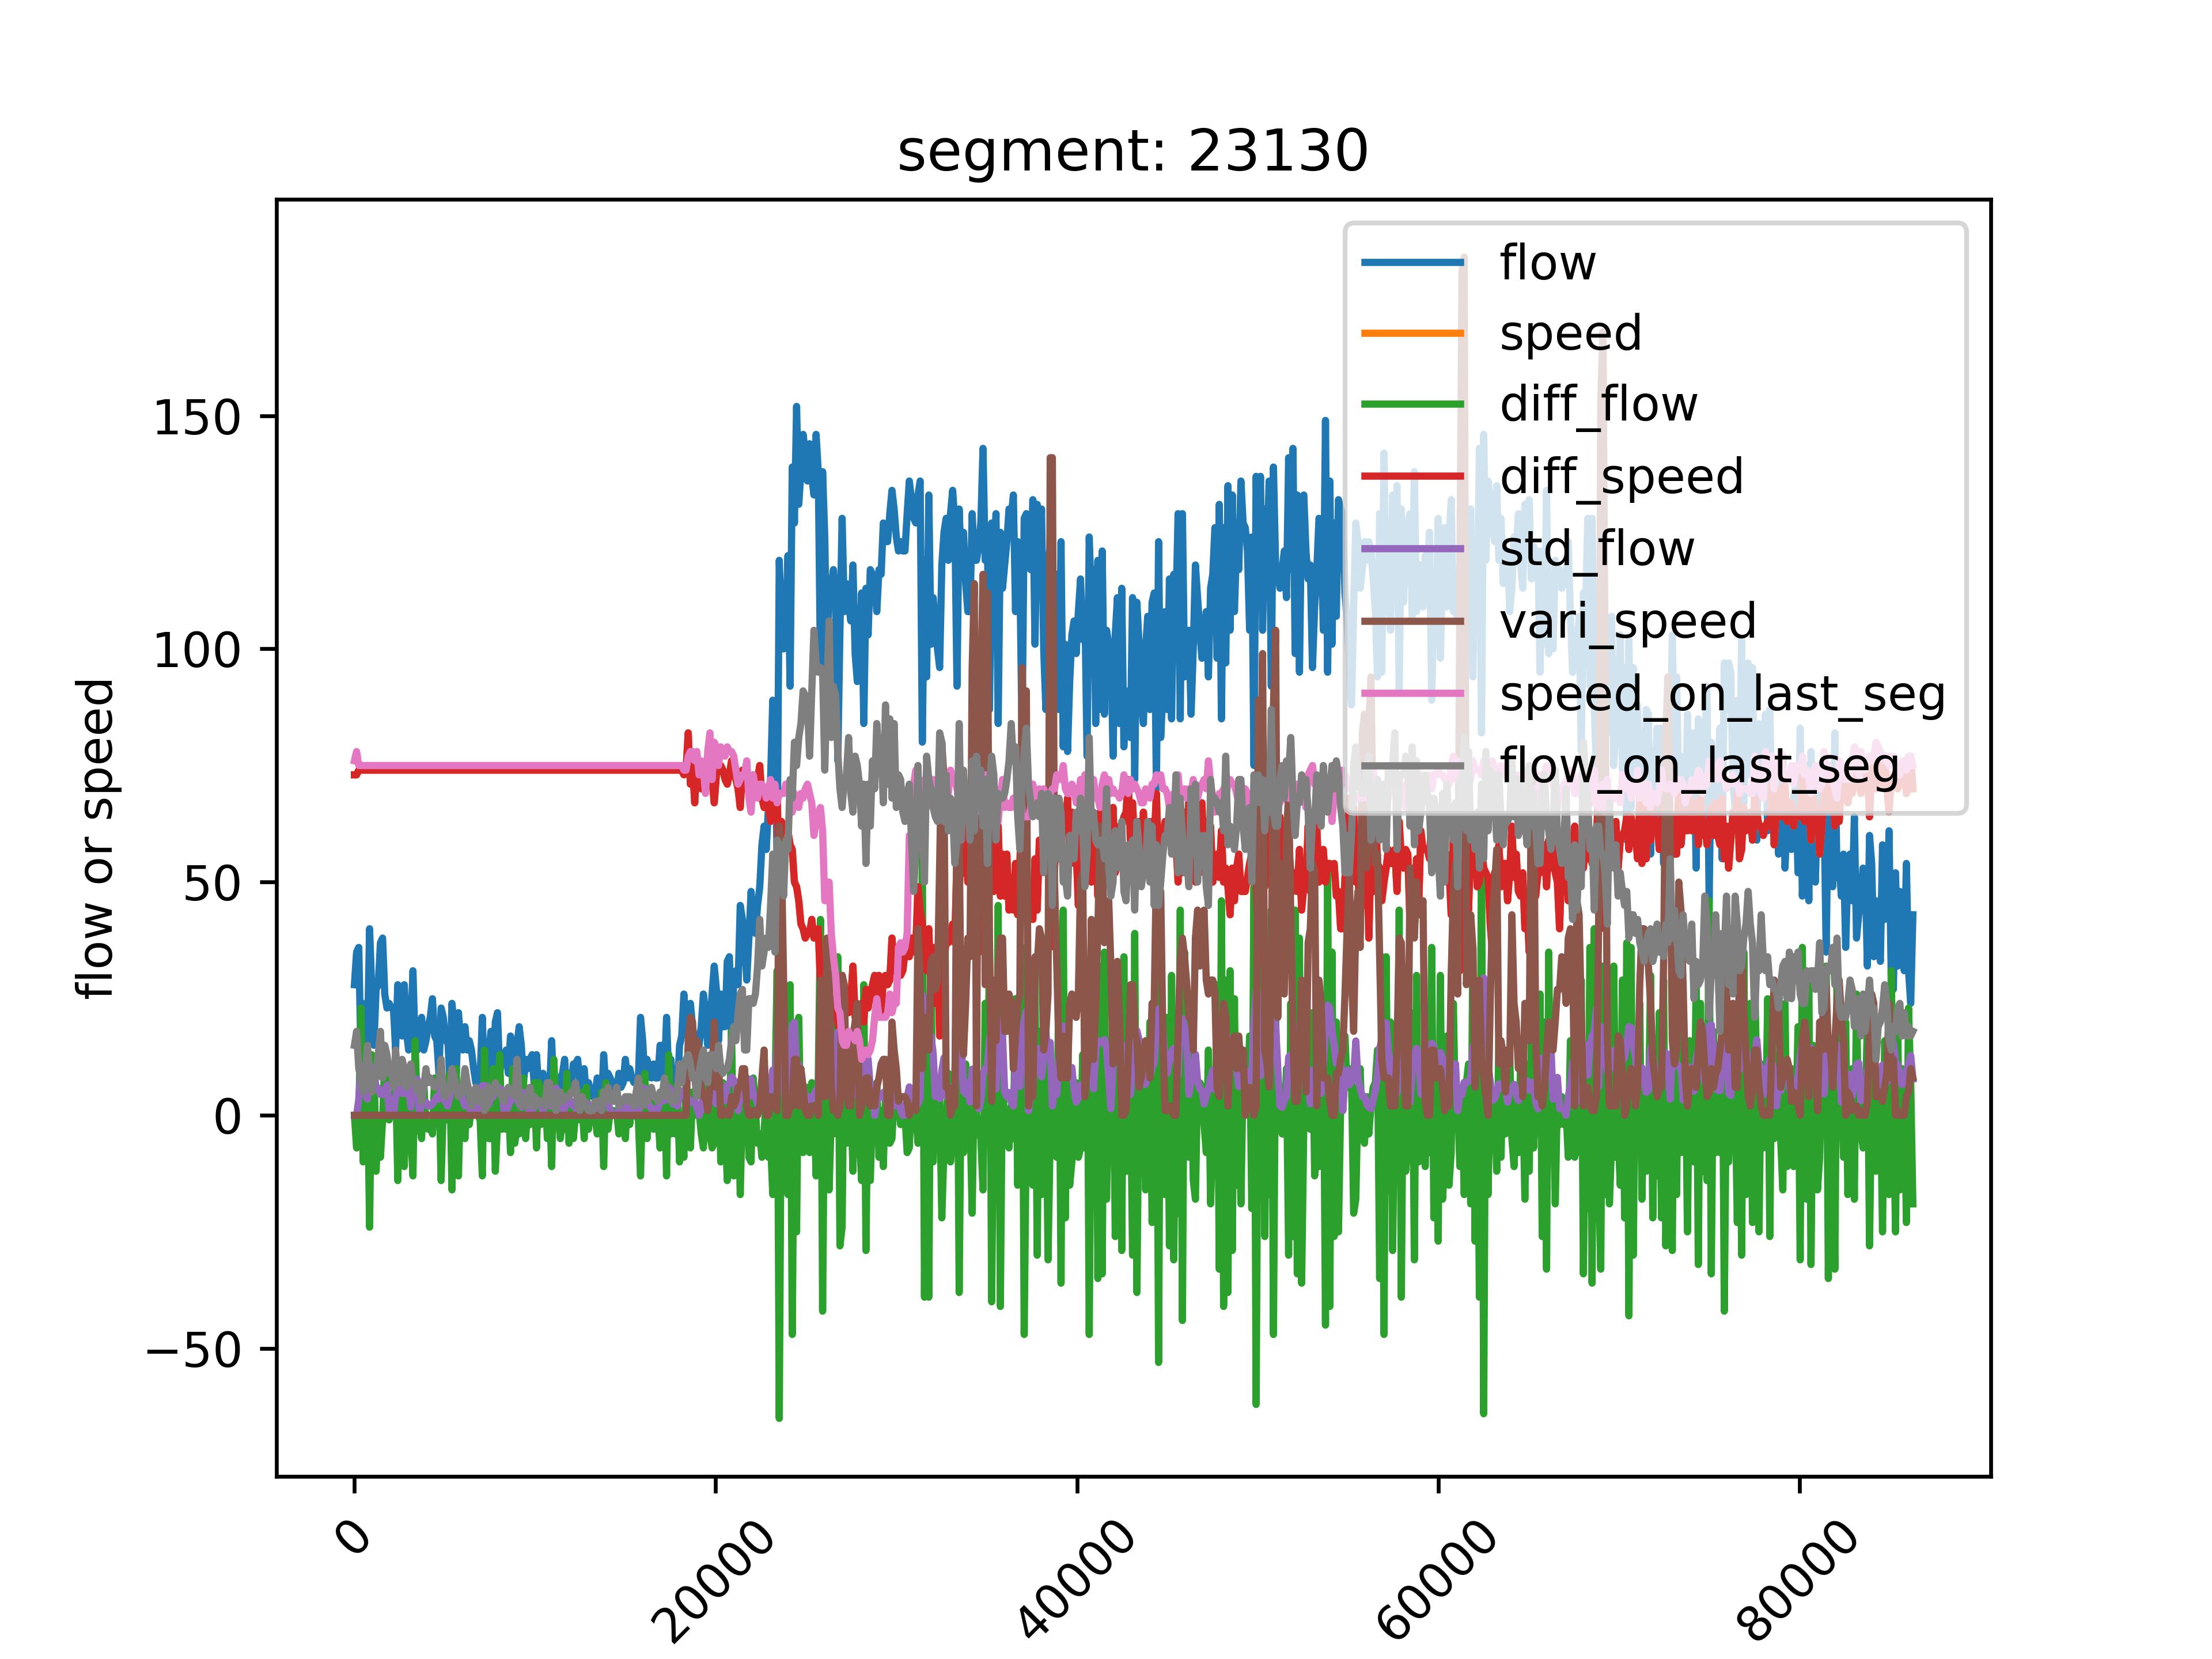 segment: 23130
flow
speed
diff_flow
diff_speed
std_flow
vari_speed
speed_on_last_seg
flow_on_last_seg
flow or speed
150
100
50
0
−50
0
20000
40000
60000
80000